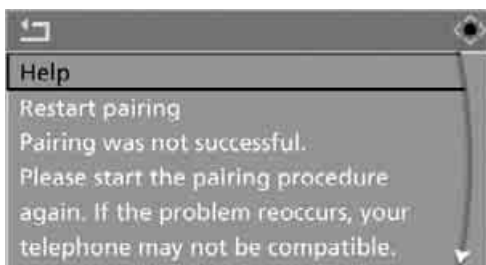 Help
Restart pairing
Pairing was not successful.
Please start the pairing procedure
again. If the problem reoccurs, your
telephone may not be compatible.